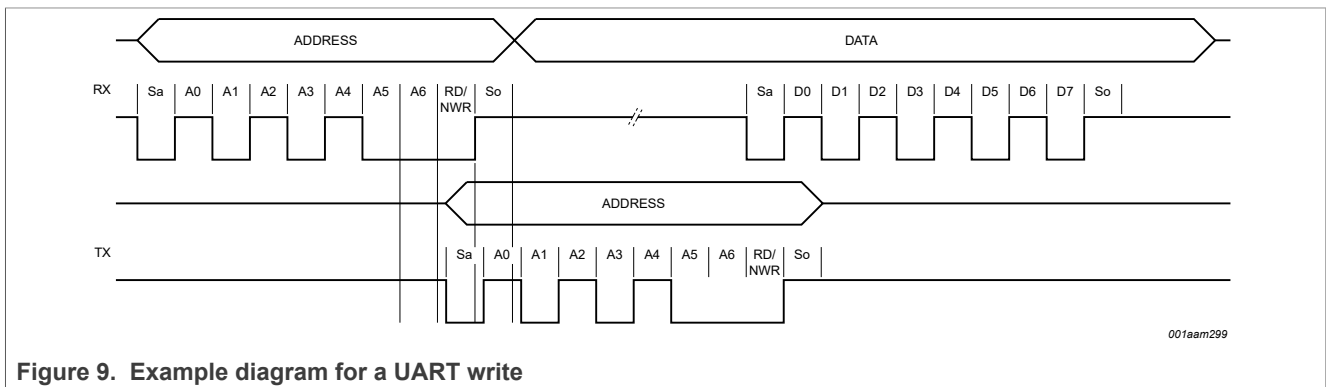 ADDRESS DATA
RX Sa A0 A1 A2 A3 A4 A5 A6 RD/ So Sa D0 D1 D2 D3 D4 D5 D6 D7 So
NWR
ADDRESS
TX Sa A0 A1 A2 A3 A4 A5 A6 RD/ So
NWR
001aam299
Figure 9. Example diagram for a UART write